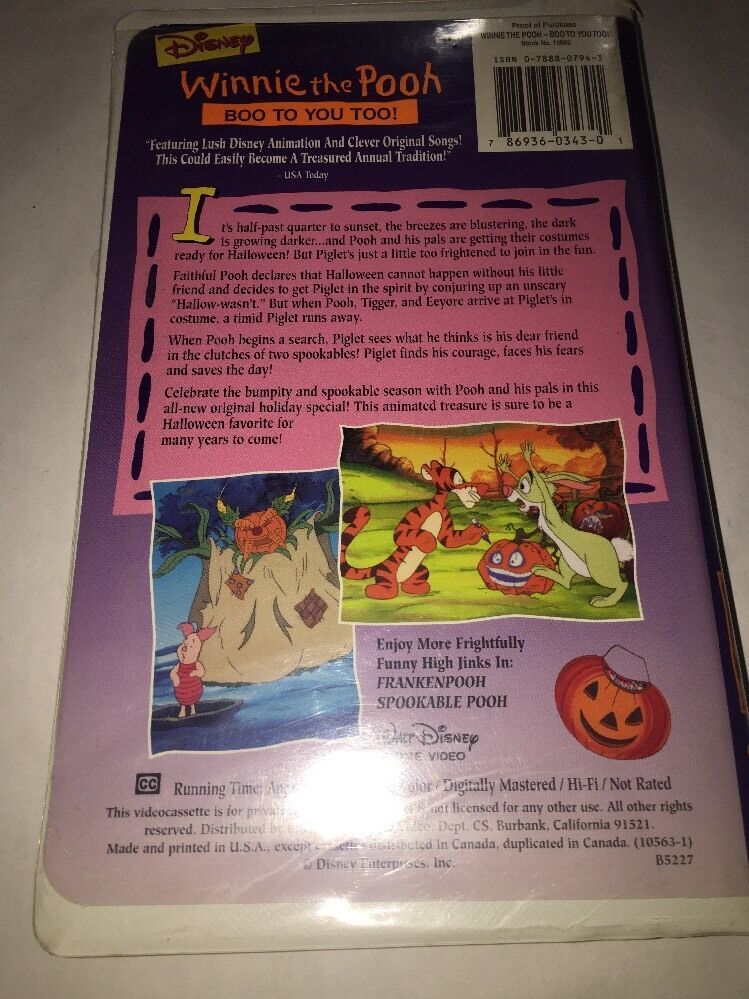 Disney
Winnie the Pooh
BOO TO YOU TOO!
"Featuring Lush Disney Animation And Clever Original Songs!
This Could Easily Become A Treasured Annual Tradition!"
– USA Today
Proof of Purchase
WINNIE THE POOH – BOO TO YOU TOO!
Stock No.
ISBN 0-7888-0794-3
7 86936-0343-0 1
It's half-past quarter to sunset, the breezes are blustering, the dark
is growing darker...and Pooh and his pals are getting their costumes
ready for Halloween! But Piglet's just a little too frightened to join in the fun.
Faithful Pooh declares that Halloween cannot happen without his little
friend and decides to get Piglet in the spirit by conjuring up an unscary
"Hallow-wasn't." But when Pooh, Tigger, and Eeyore arrive at Piglet's in
costume, a timid Piglet runs away.
When Pooh begins a search, Piglet sees what he thinks is his dear friend
in the clutches of two spookables! Piglet finds his courage, faces his fears
and saves the day!
Celebrate the bumpity and spookable season with Pooh and his pals in this
all-new original holiday special! This animated treasure is sure to be a
Halloween favorite for
many years to come!
Enjoy More Frightfully
Funny High Jinks In:
FRANKENPOOH
SPOOKABLE POOH
Walt Disney
VIDEO
CC Running Time: / Digitally Mastered / Hi-Fi / Not Rated
This videocassette is for not licensed for any other use. All other rights
reserved. Distributed by Dept. CS, Burbank, California 91521.
Made and printed in U.S.A., except distributed in Canada, duplicated in Canada. (10563-1)
© Disney Enterprises, Inc. B5227